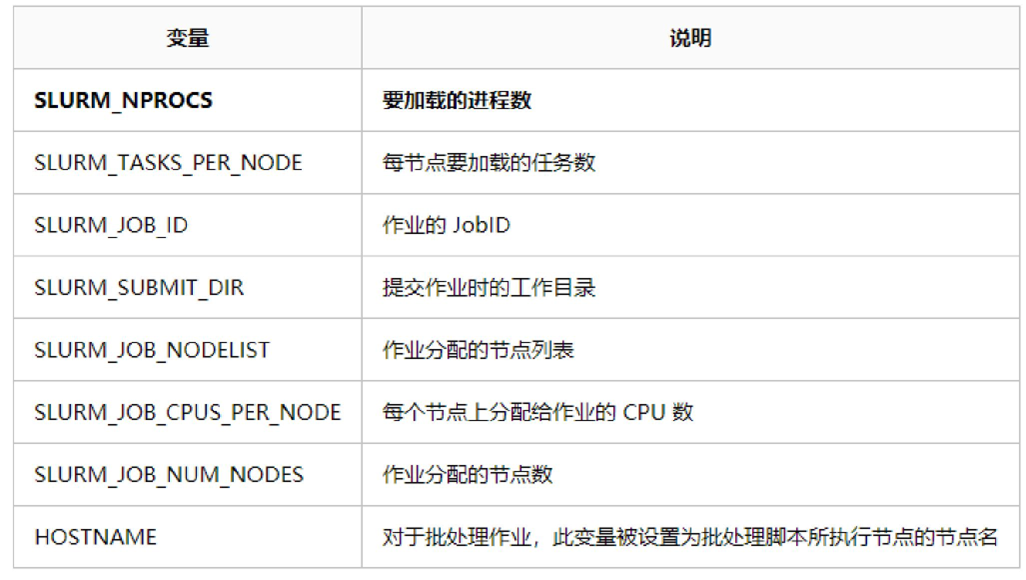 变量 说明
SLURM_NPROCS 要加载的进程数
SLURM_TASKS_PER_NODE 每节点要加载的任务数
SLURM_JOB_ID 作业的 JobID
SLURM_SUBMIT_DIR 提交作业时的工作目录
SLURM_JOB_NODELIST 作业分配的节点列表
SLURM_JOB_CPUS_PER_NODE 每个节点上分配给作业的 CPU 数
SLURM_JOB_NUM_NODES 作业分配的节点数
HOSTNAME 对于批处理作业，此变量被设置为批处理脚本所执行节点的节点名